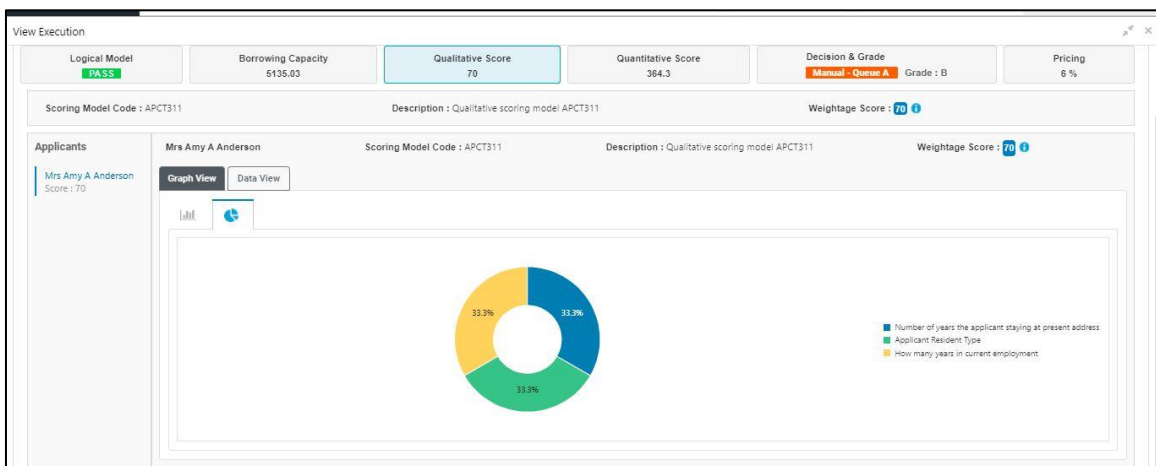 View Execution
Logical Model
PASS
Borrowing Capacity
5135.03
Qualitative Score
70
Quantitative Score
364.3
Decision & Grade
Manual - Queue A Grade : B
Pricing
6 %
Scoring Model Code : APCT311 Description : Qualitative scoring model APCT311 Weightage Score : 70
Applicants
Mrs Amy A Anderson
Score : 70
Mrs Amy A Anderson Scoring Model Code : APCT311 Description : Qualitative scoring model APCT311 Weightage Score : 70
Graph View Data View
33.3% 33.3%
33.3%
Number of years the applicant staying at present address
Applicant Resident Type
How many years in current employment